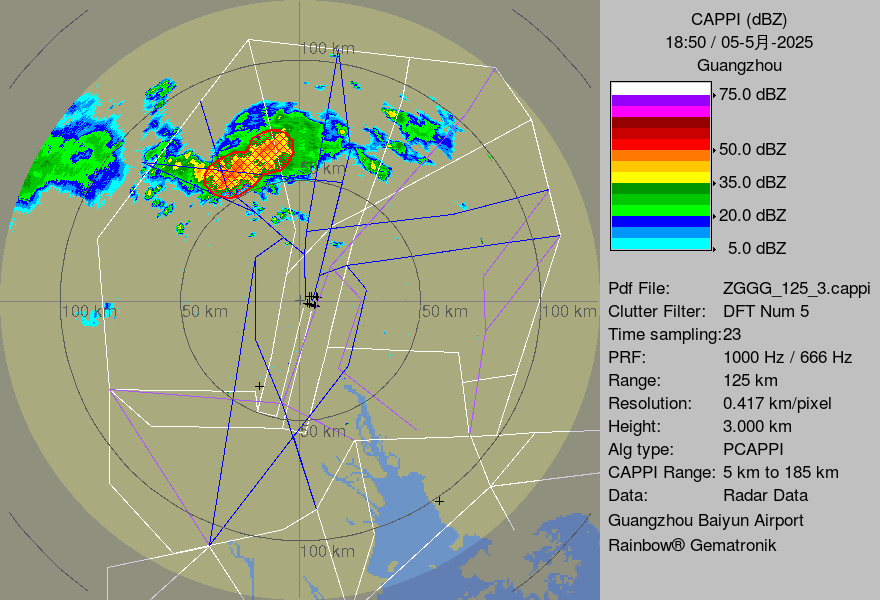 100 km
km
100 km
50 km
50 km
100 km
50 km
100 km
CAPPI (dBZ)
18:50 / 05-5月-2025
Guangzhou
75.0 dBZ
50.0 dBZ
35.0 dBZ
20.0 dBZ
5.0 dBZ
Pdf File: ZGGG_125_3.cappi
Clutter Filter: DFT Num 5
Time sampling:23
PRF: 1000 Hz / 666 Hz
Range: 125 km
Resolution: 0.417 km/pixel
Height: 3.000 km
Alg type: PCAPPI
CAPPI Range: 5 km to 185 km
Data: Radar Data
Guangzhou Baiyun Airport
Rainbow® Gematronik